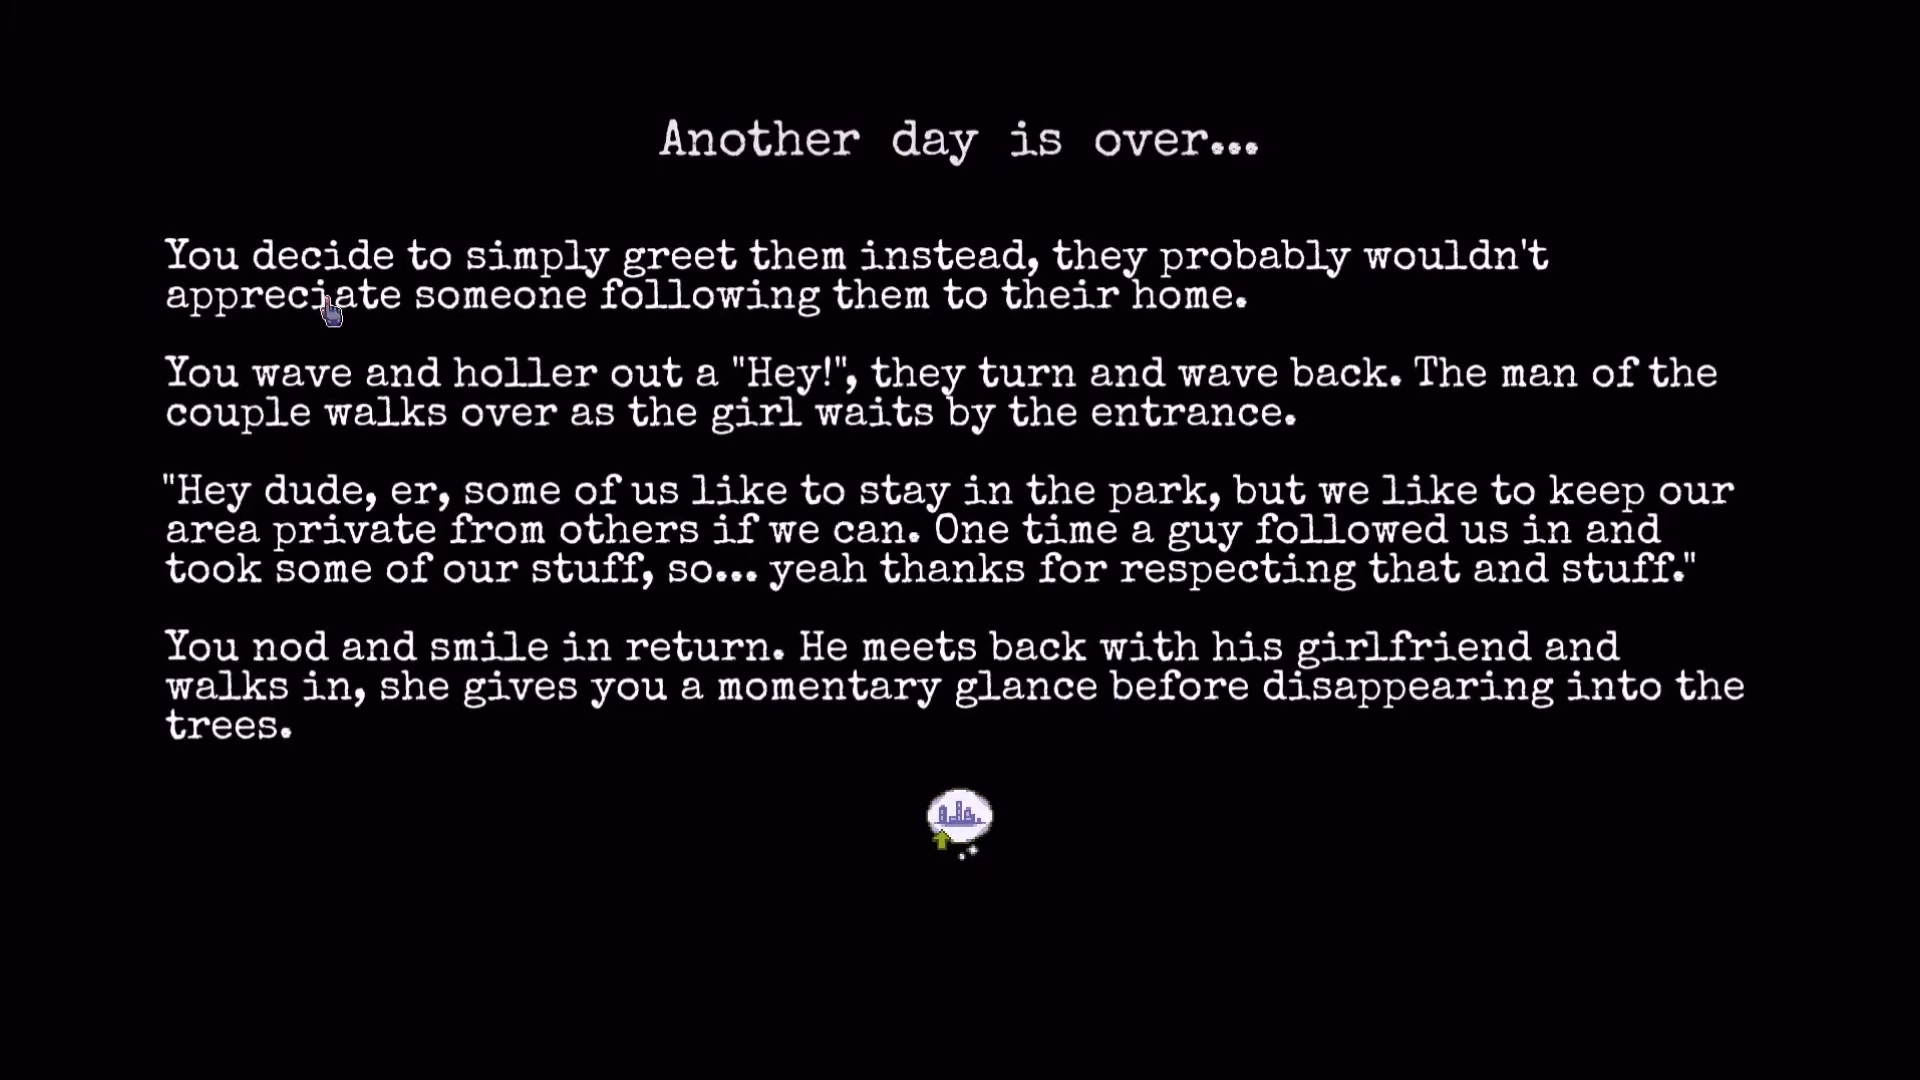 Another day is over...
You decide to simply greet them instead, they probably wouldn't
appreciate someone following them to their home.
You wave and holler out a "Hey!", they turn and wave back. The man of the
couple walks over as the girl waits by the entrance.
"Hey dude, er, some of us like to stay in the park, but we like to keep our
area private from others if we can. One time a guy followed us in and
took some of our stuff, so... yeah thanks for respecting that and stuff."
You nod and smile in return. He meets back with his girlfriend and
walks in, she gives you a momentary glance before disappearing into the
trees.